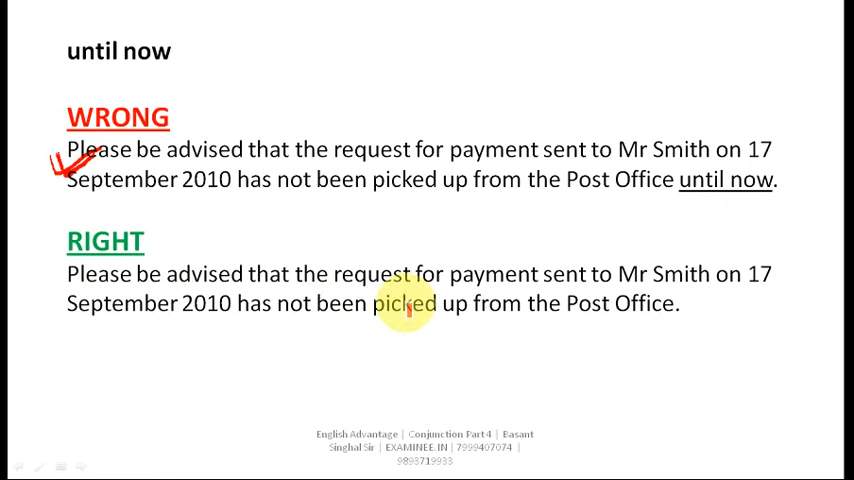 until now
WRONG
Please be advised that the request for payment sent to Mr Smith on 17
September 2010 has not been picked up from the Post Office until now.
RIGHT
Please be advised that the request for payment sent to Mr Smith on 17
September 2010 has not been picked up from the Post Office.
English Advantage | Conjunction Part 4 | Basant
Singhal Sir | EXAMINEE.IN | 7999407074 |
9893719933